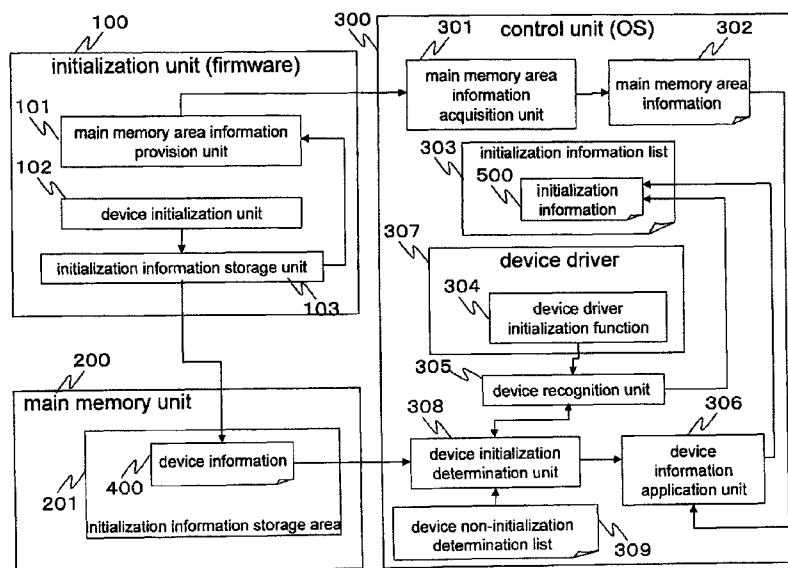 100
initialization unit (firmware)
101
main memory area information
provision unit
102
device initialization unit
initialization information storage unit
103
200
main memory unit
400
device information
201
initialization information storage area
300
control unit (OS)
301
main memory area
information
acquisition unit
302
main memory area
information
303
initialization information list
500
initialization
information
307
device driver
304
device driver
initialization function
305
device recognition unit
308
device initialization
determination unit
306
device
information
application unit
device non-initialization
determination list
309